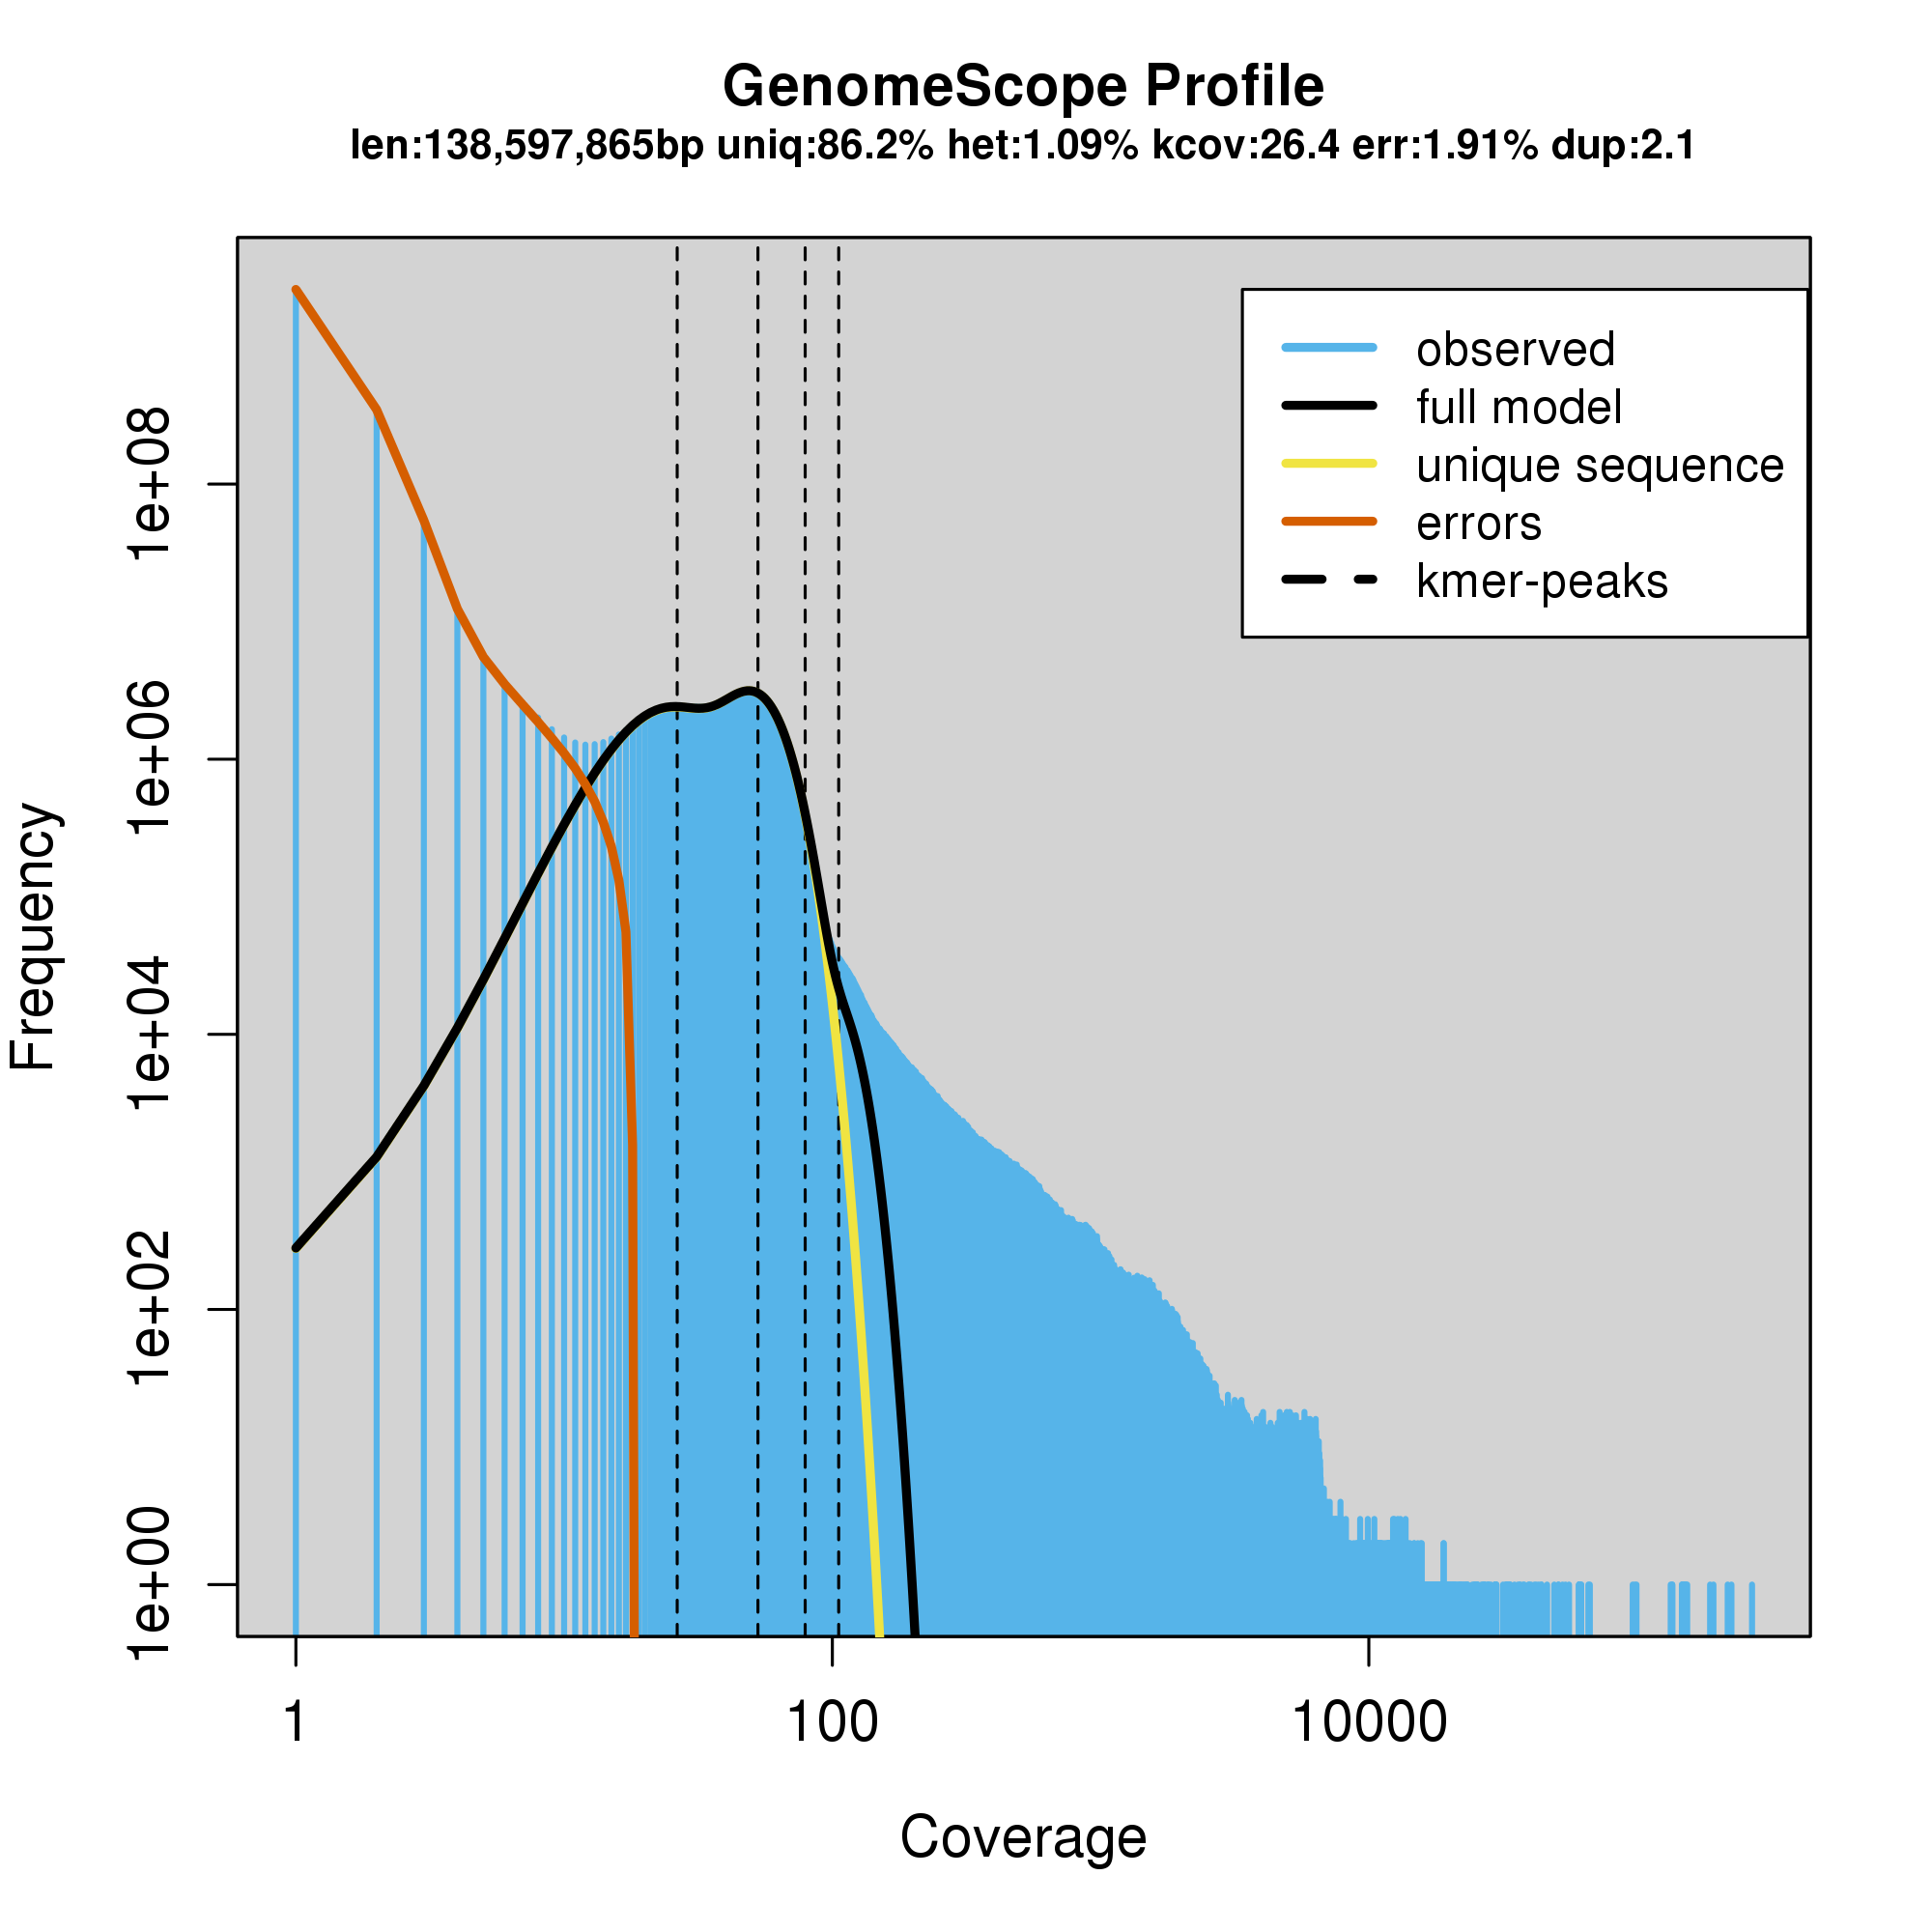 GenomeScope Profile
len:138,597,865bp uniq:86.2% het:1.09% kcov:26.4 err:1.91% dup:2.1
observed
full model
unique sequence
errors
kmer-peaks
Frequency
1e+08
1e+06
1e+04
1e+02
1e+00
1
100
10000
Coverage